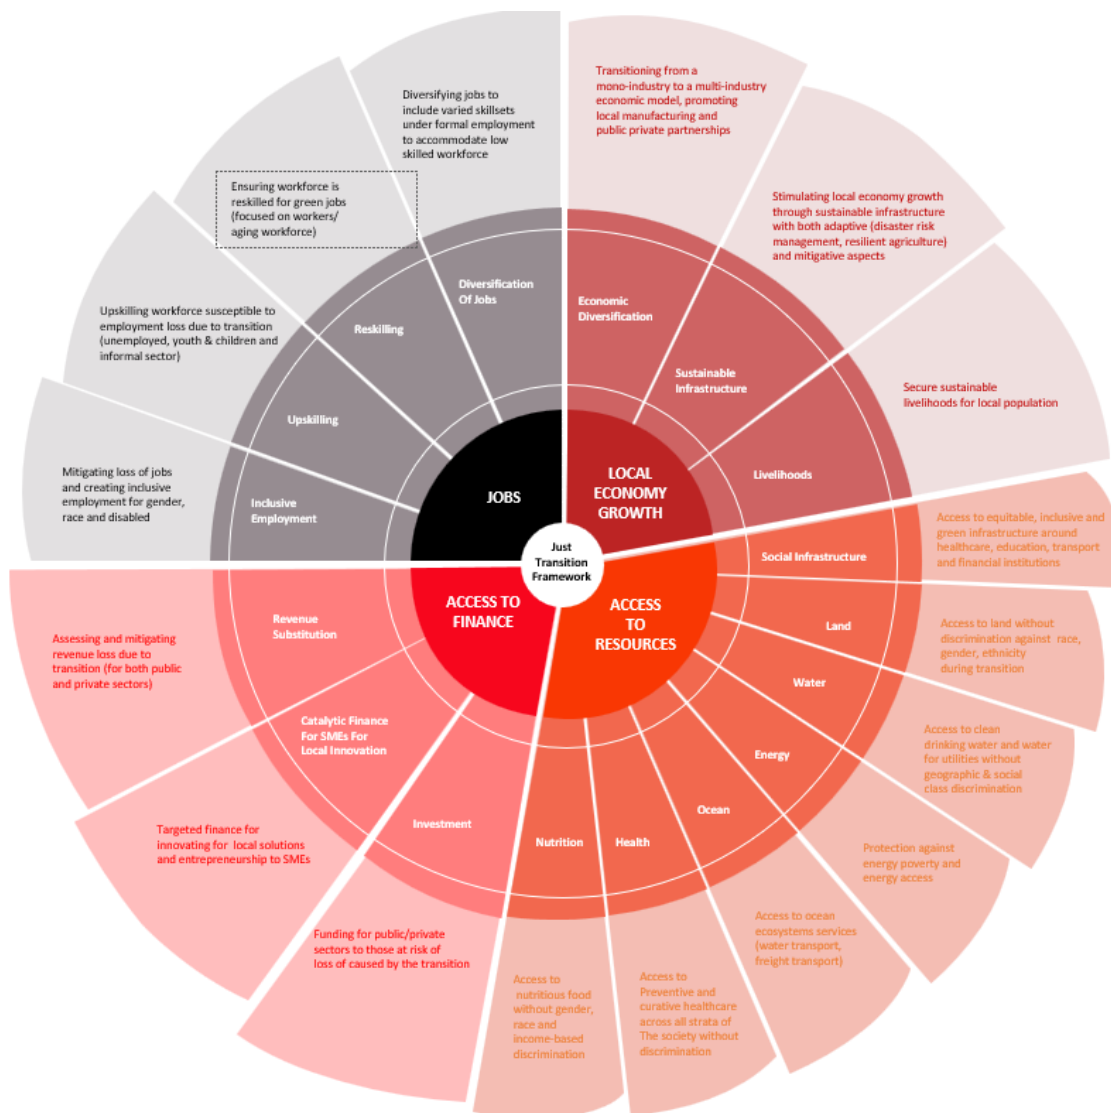 Just
Transition
Framework
JOBS
Diversification
Of Jobs
Diversifying jobs to
include varied skillsets
under formal employment
to accommodate low
skilled workforce
Reskilling
Ensuring workforce is
reskilled for green jobs
(focused on workers/
aging workforce)
Upskilling
Upskilling workforce susceptible to
employment loss due to transition
(unemployed, youth & children and
informal sector)
Inclusive
Employment
Mitigating loss of jobs
and creating inclusive
employment for gender,
race and disabled
LOCAL
ECONOMY
GROWTH
Economic
Diversification
Transitioning from a
mono-industry to a multi-industry
economic model, promoting
local manufacturing and
public private partnerships
Sustainable
Infrastructure
Stimulating local economy growth
through sustainable infrastructure
with both adaptive (disaster risk
management, resilient agriculture)
and mitigative aspects
Livelihoods
Secure sustainable
livelihoods for local population
ACCESS
TO
RESOURCES
Social Infrastructure
Access to equitable, inclusive and
green infrastructure around
healthcare, education, transport
and financial institutions
Land
Access to land without
discrimination against race,
gender, ethnicity
during transition
Water
Access to clean
drinking water and water
for utilities without
geographic & social
class discrimination
Energy
Protection against
energy poverty and
energy access
Ocean
Access to ocean
ecosystems services
(water transport,
freight transport)
Health
Access to
Preventive and
curative healthcare
across all strata of
The society without
discrimination
Nutrition
Access to
nutritious food
without gender,
race and
income-based
discrimination
ACCESS TO
FINANCE
Investment
Funding for public/private
sectors to those at risk of
loss of caused by the transition
Catalytic Finance
For SMEs For
Local Innovation
Targeted finance for
innovating for local solutions
and entrepreneurship to SMEs
Revenue
Substitution
Assessing and mitigating
revenue loss due to
transition (for both public
and private sectors)